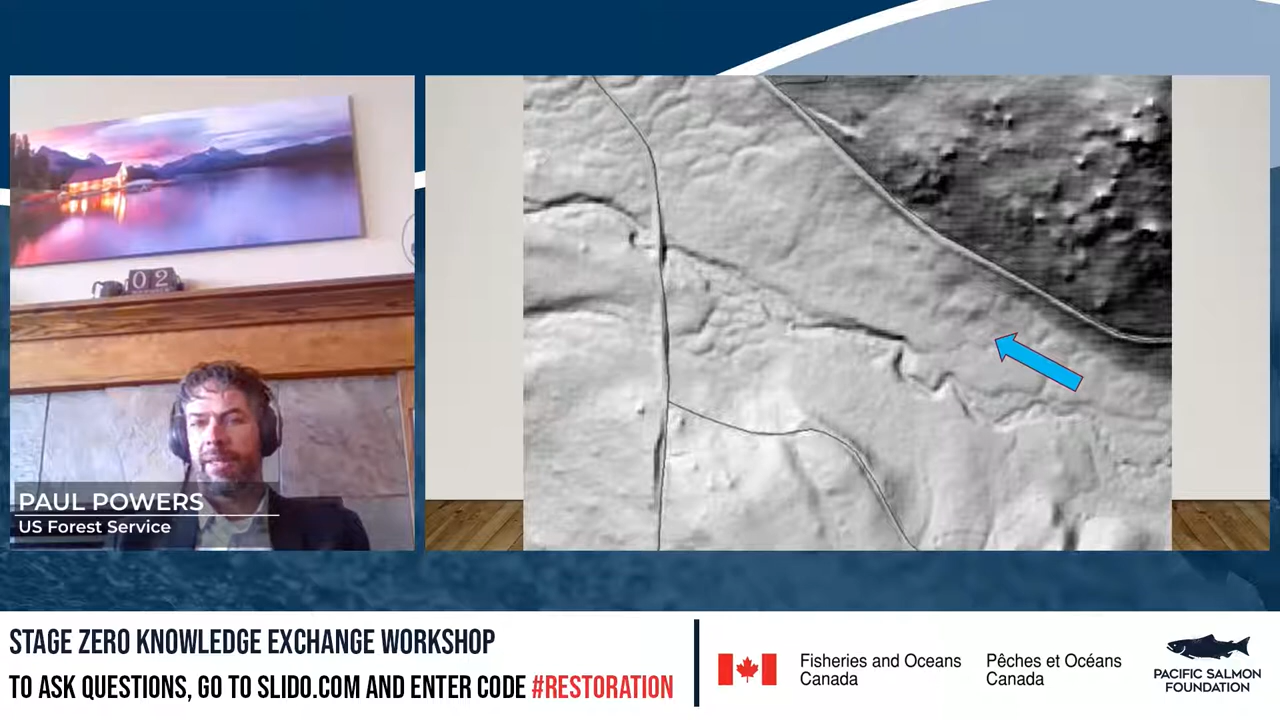 02
PAUL POWERS
US Forest Service
STAGE ZERO KNOWLEDGE EXCHANGE WORKSHOP
TO ASK QUESTIONS, GO TO SLIDO.COM AND ENTER CODE #RESTORATION
Fisheries and Oceans
Canada
Pêches et Océans
Canada
PACIFIC SALMON
FOUNDATION